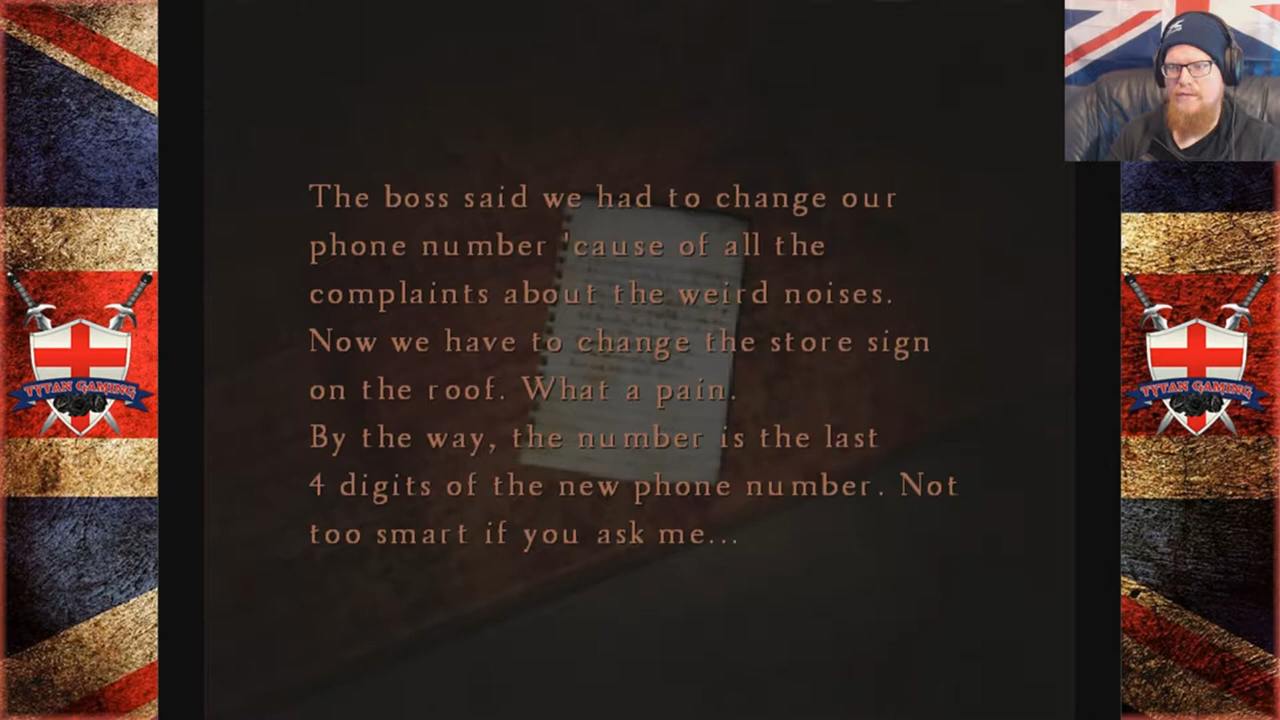 The boss said we had to change our
phone number 'cause of all the
complaints about the weird noises.
Now we have to change the store sign
on the roof. What a pain.
By the way, the number is the last
4 digits of the new phone number. Not
too smart if you ask me...
TYTAN GAMING
TYTAN GAMING